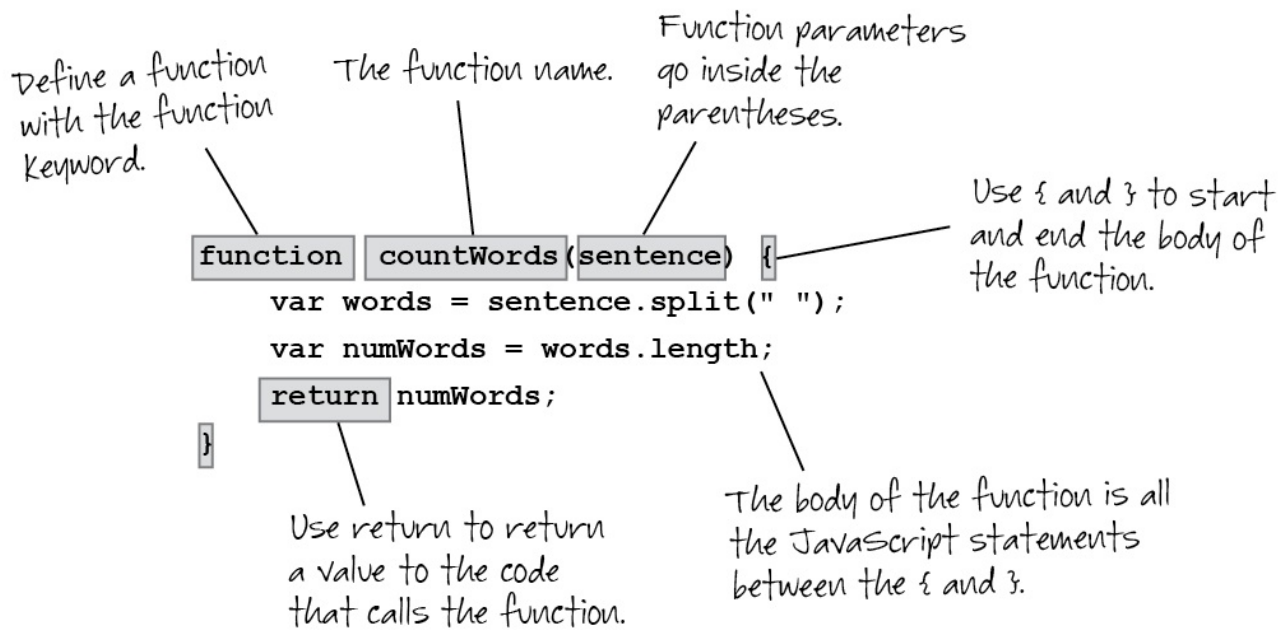 Define a function
with the function
keyword.
The function name.
Function parameters
go inside the
parentheses.
Use { and } to start
and end the body of
the function.
function countWords(sentence) {
var words = sentence.split(" ");
var numWords = words.length;
return numWords;
}
Use return to return
a value to the code
that calls the function.
The body of the function is all
the JavaScript statements
between the { and }.